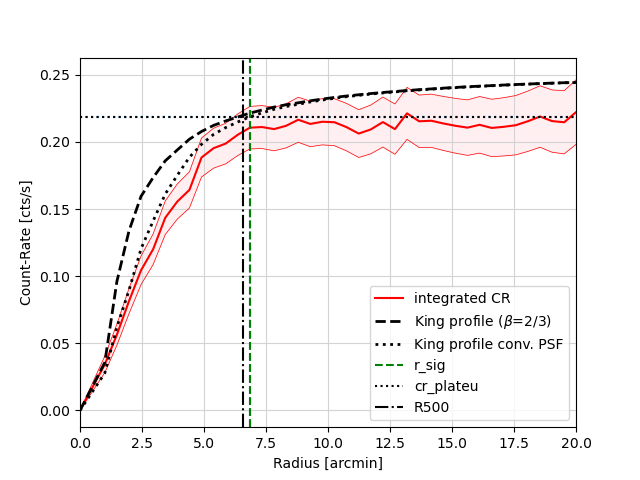 0.25
0.20
0.15
0.10
0.05
0.00
Count-Rate [cts/s]
integrated CR
King profile (β=2/3)
King profile conv. PSF
r_sig
cr_plateu
R500
0.0 2.5 5.0 7.5 10.0 12.5 15.0 17.5 20.0
Radius [arcmin]